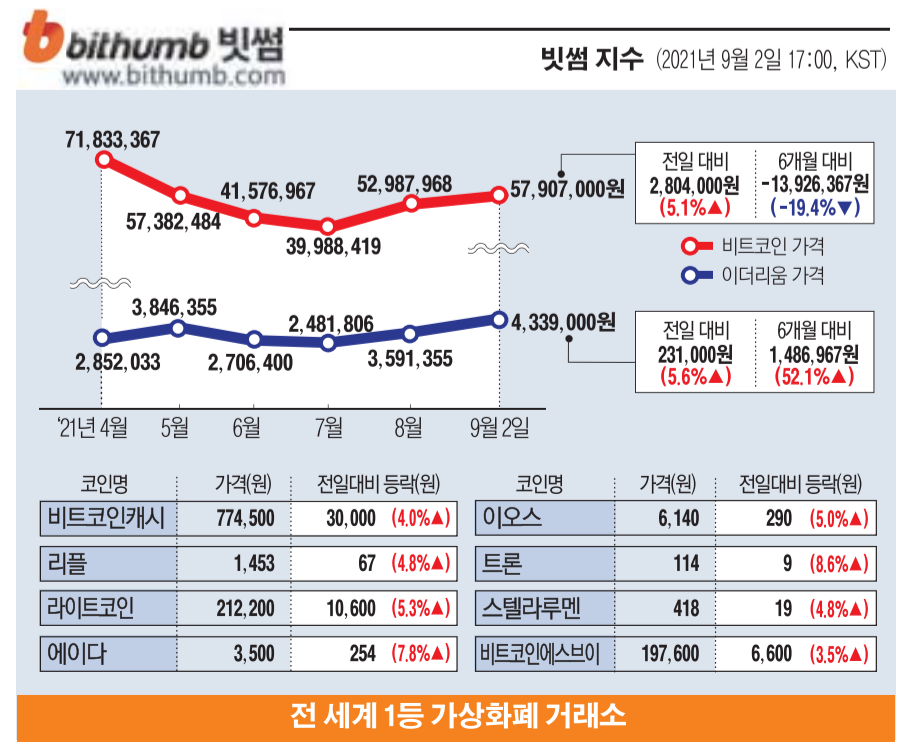 bithumb 빗썸
www.bithumb.com
빗썸 지수 (2021년 9월 2일 17:00, KST)
71,833,367
57,382,484
41,576,967
39,988,419
52,987,968
57,907,000원
전일 대비
2,804,000원
(5.1%▲)
6개월 대비
-13,926,367원
(-19.4%▼)
비트코인 가격
이더리움 가격
2,852,033
3,846,355
2,706,400
2,481,806
3,591,355
4,339,000원
전일 대비
231,000원
(5.6%▲)
6개월 대비
1,486,967원
(52.1%▲)
'21년 4월 5월 6월 7월 8월 9월 2일
코인명 가격(원) 전일대비 등락(원)
비트코인캐시 774,500 30,000 (4.0%▲)
리플 1,453 67 (4.8%▲)
라이트코인 212,200 10,600 (5.3%▲)
에이다 3,500 254 (7.8%▲)
코인명 가격(원) 전일대비 등락(원)
이오스 6,140 290 (5.0%▲)
트론 114 9 (8.6%▲)
스텔라루멘 418 19 (4.8%▲)
비트코인에스브이 197,600 6,600 (3.5%▲)
전 세계 1등 가상화폐 거래소